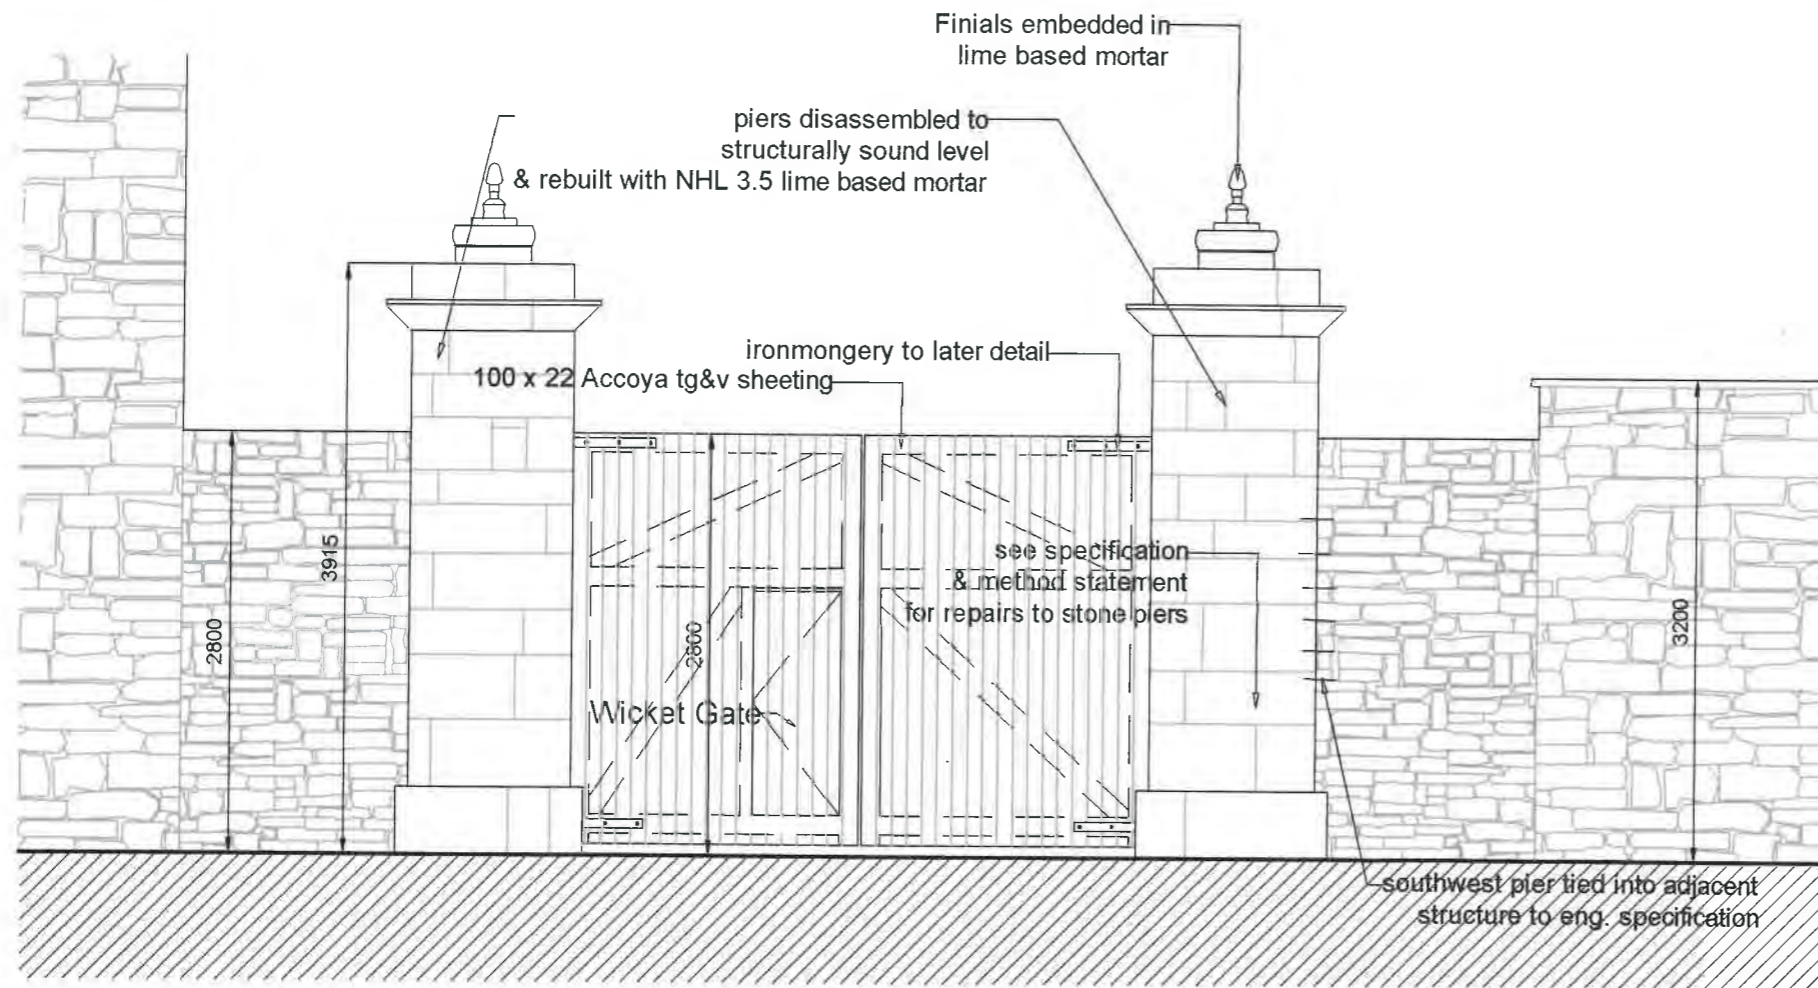 Finials embedded in
lime based mortar
piers disassembled to
structurally sound level
& rebuilt with NHL 3.5 lime based mortar
ironmongery to later detail
100 x 22 Accoya tg&v sheeting
see specification
& method statement
for repairs to stone piers
3915
2800
2800
3200
Wicket Gate
southwest pier tied into adjacent
structure to eng. specification